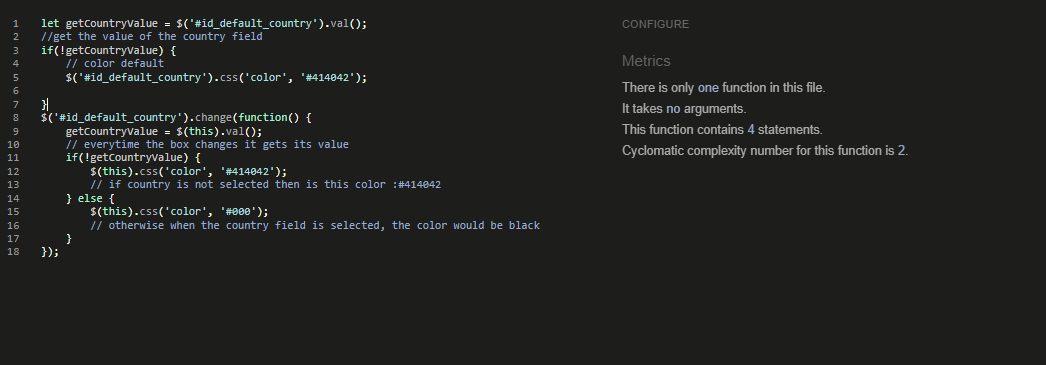 1 let getCountryValue = $('#id_default_country').val();
2 //get the value of the country field
3 if(!getCountryValue) {
4 // color default
5 $('#id_default_country').css('color', '#414042');
6
7 }
8 $('#id_default_country').change(function() {
9 getCountryValue = $(this).val();
10 // everytime the box changes it gets its value
11 if(!getCountryValue) {
12 $(this).css('color', '#414042');
13 // if country is not selected then is this color :#414042
14 } else {
15 $(this).css('color', '#000');
16 // otherwise when the country field is selected, the color would be black
17 }
18 });
CONFIGURE
Metrics
There is only one function in this file.
It takes no arguments.
This function contains 4 statements.
Cyclomatic complexity number for this function is 2.